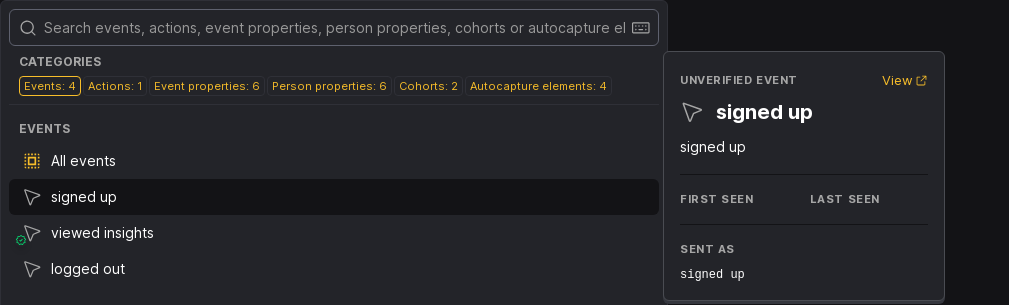 Search events, actions, event properties, person properties, cohorts or autocapture el
CATEGORIES
Events: 4 Actions: 1 Event properties: 6 Person properties: 6 Cohorts: 2 Autocapture elements: 4
EVENTS
All events
signed up
viewed insights
logged out
UNVERIFIED EVENT View
signed up
signed up
FIRST SEEN LAST SEEN
SENT AS
signed up